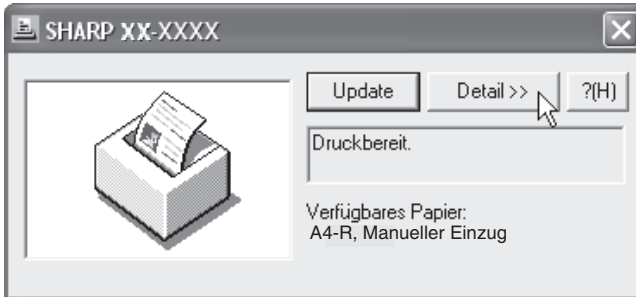 SHARP XX-XXXX
Update Detail >> ?(H)
Druckbereit.
Verfügbares Papier:
A4-R, Manueller Einzug